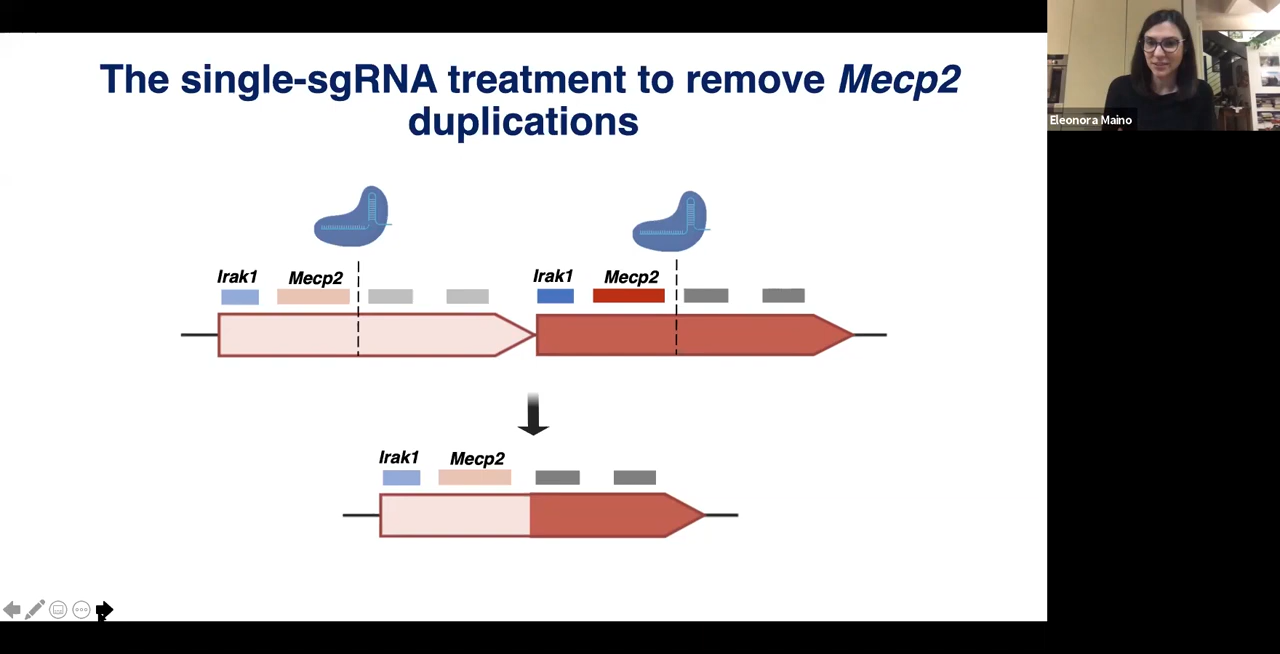 The single-sgRNA treatment to remove Mecp2
duplications
Eleonora Maino
Irak1 Mecp2 Irak1 Mecp2
Irak1 Mecp2